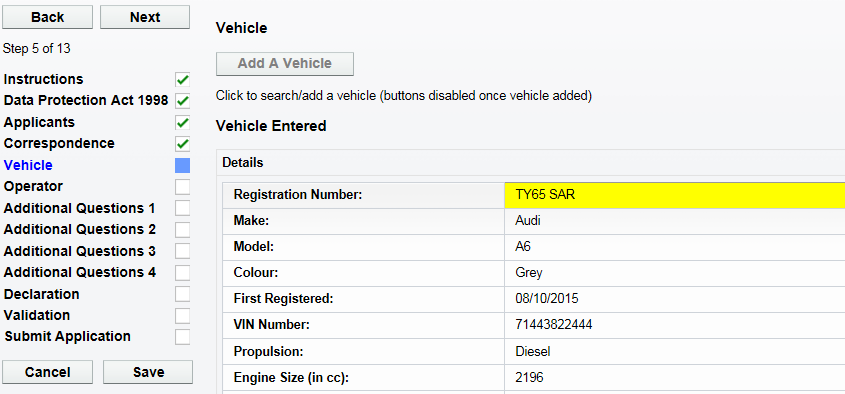 Back Next
Step 5 of 13
Instructions
Data Protection Act 1998
Applicants
Correspondence
Vehicle
Operator
Additional Questions 1
Additional Questions 2
Additional Questions 3
Additional Questions 4
Declaration
Validation
Submit Application
Cancel Save
Vehicle
Add A Vehicle
Click to search/add a vehicle (buttons disabled once vehicle added)
Vehicle Entered
Details
Registration Number: TY65 SAR
Make: Audi
Model: A6
Colour: Grey
First Registered: 08/10/2015
VIN Number: 71443822444
Propulsion: Diesel
Engine Size (in cc): 2196